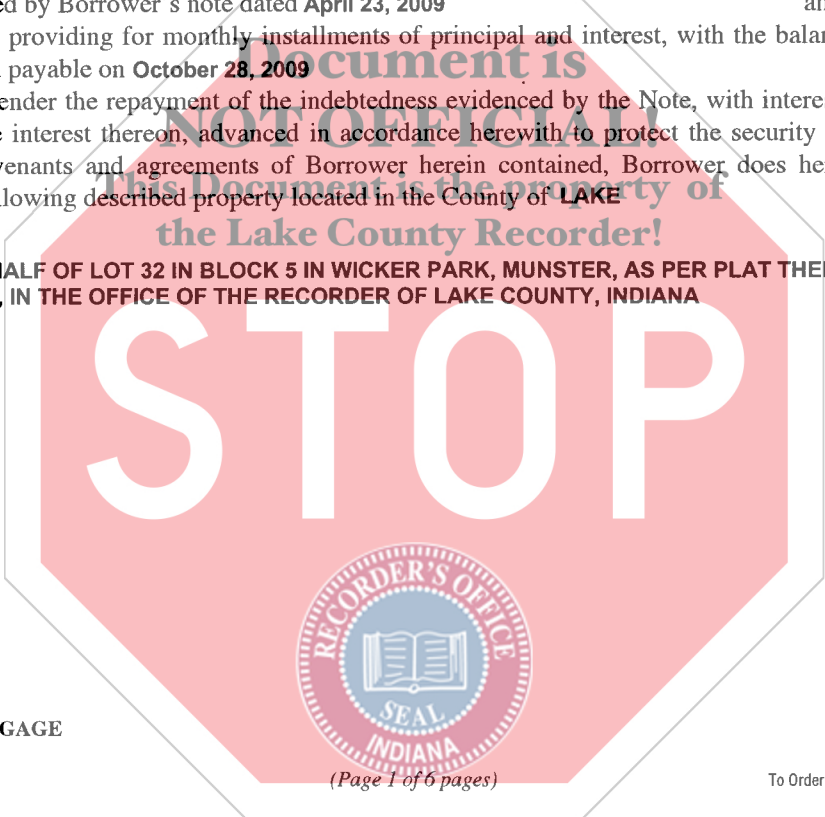 ed by Borrower's note dated April 23, 2009 an
providing for monthly installments of principal and interest, with the balan
payable on October 28, 2009
Document is
ender the repayment of the indebtedness evidenced by the Note, with intere
NOT OFFICIAL!
e interest thereon, advanced in accordance herewith to protect the security
venants and agreements of Borrower herein contained, Borrower does her
This Document is the property of
llowing described property located in the County of LAKE
the Lake County Recorder!
HALF OF LOT 32 IN BLOCK 5 IN WICKER PARK, MUNSTER, AS PER PLAT THER
, IN THE OFFICE OF THE RECORDER OF LAKE COUNTY, INDIANA
STOP
RECORDER'S OFFICE
SEAL
INDIANA
GAGE
(Page 1 of 6 pages)
To Order